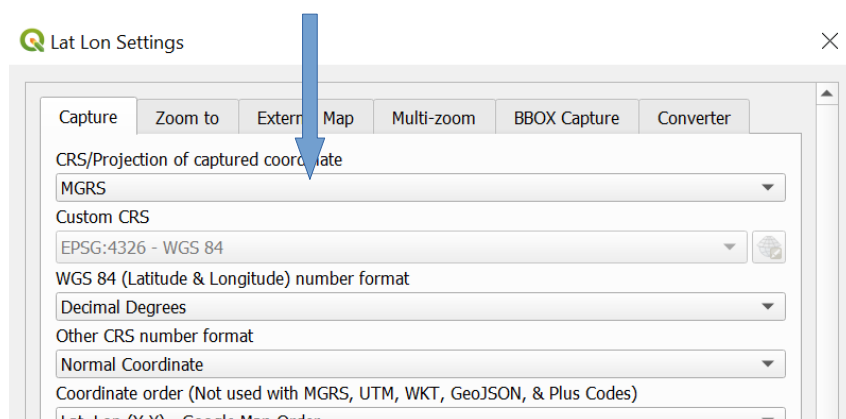 Lat Lon Settings
Capture Zoom to External Map Multi-zoom BBOX Capture Converter
CRS/Projection of captured coordinate
MGRS
Custom CRS
EPSG:4326 - WGS 84
WGS 84 (Latitude & Longitude) number format
Decimal Degrees
Other CRS number format
Normal Coordinate
Coordinate order (Not used with MGRS, UTM, WKT, GeoJSON, & Plus Codes)